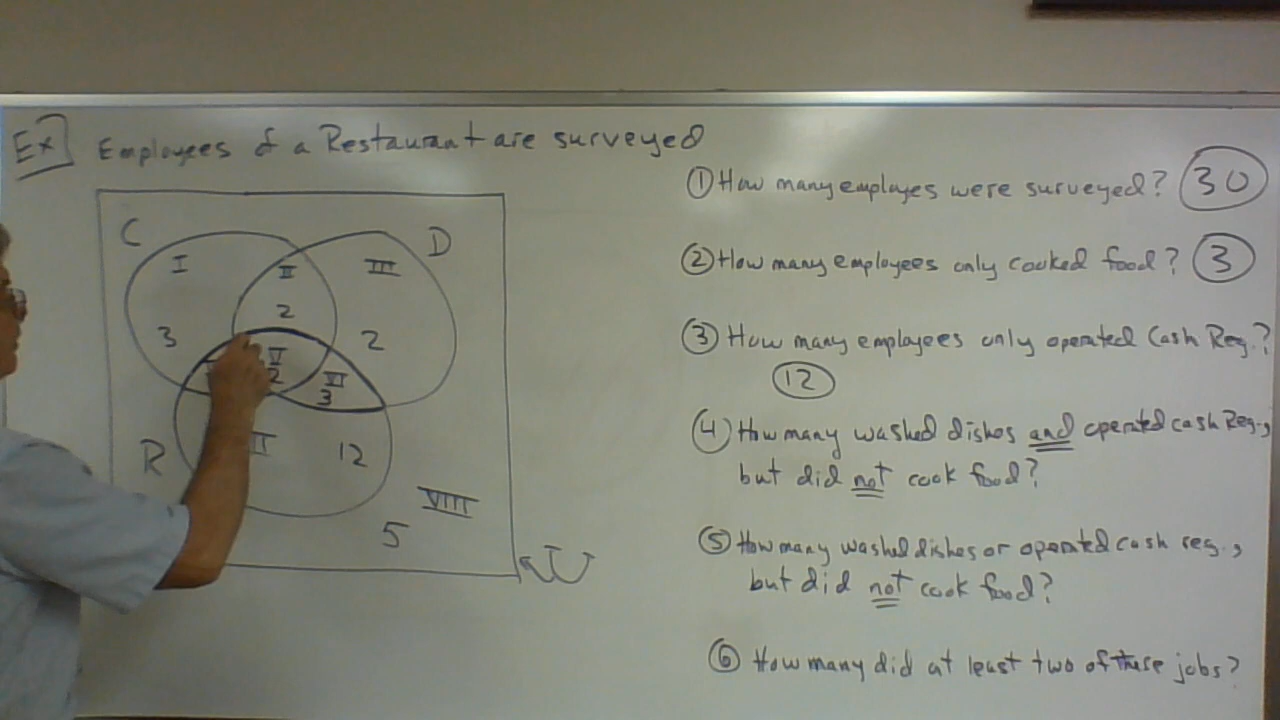 Ex] Employees of a Restaurant are surveyed
C
D
I
II
III
2
3
2
V
2
VI
3
R
II
12
VIII
5
U
① How many employes were surveyed? 30
② How many employees only cooked food? 3
③ How many employees only operated Cash Reg.?
12
④ How many washed dishes and operated cash Reg.,
but did not cook food?
⑤ How many washed dishes or operated cash reg.,
but did not cook food?
⑥ How many did at least two of these jobs?